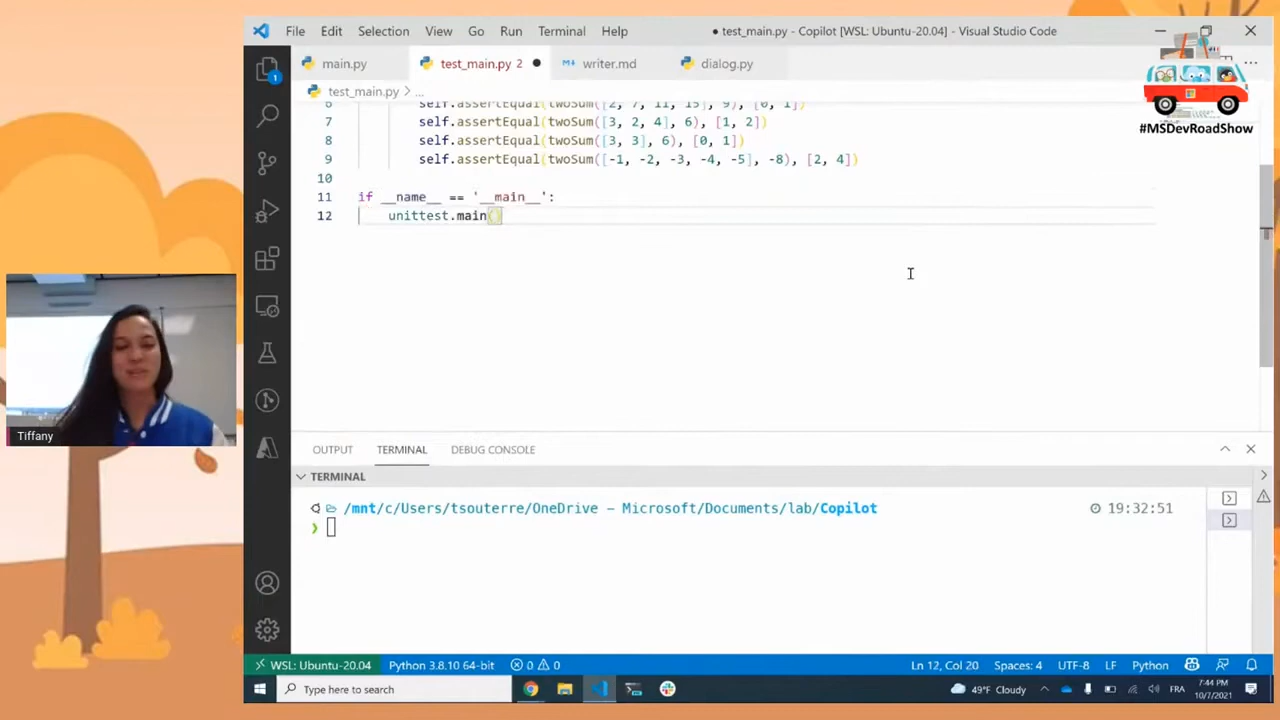 File Edit Selection View Go Run Terminal Help
● test_main.py - Copilot [WSL: Ubuntu-20.04] - Visual Studio Code
main.py
test_main.py 2 ●
writer.md
dialog.py
test_main.py > ...
6 self.assertEqual(twoSum([2, 7, 11, 15], 9), [0, 1])
7 self.assertEqual(twoSum([3, 2, 4], 6), [1, 2])
8 self.assertEqual(twoSum([3, 3], 6), [0, 1])
9 self.assertEqual(twoSum([-1, -2, -3, -4, -5], -8), [2, 4])
10
11 if __name__ == '__main__':
12 unittest.main()
#MSDevRoadShow
1
Tiffany
OUTPUT TERMINAL DEBUG CONSOLE
TERMINAL
/mnt/c/Users/tsouterre/OneDrive – Microsoft/Documents/lab/Copilot 19:32:51
❯
WSL: Ubuntu-20.04 Python 3.8.10 64-bit 0 0 Ln 12, Col 20 Spaces: 4 UTF-8 LF Python
Type here to search
49°F Cloudy
FRA
7:44 PM
10/7/2021